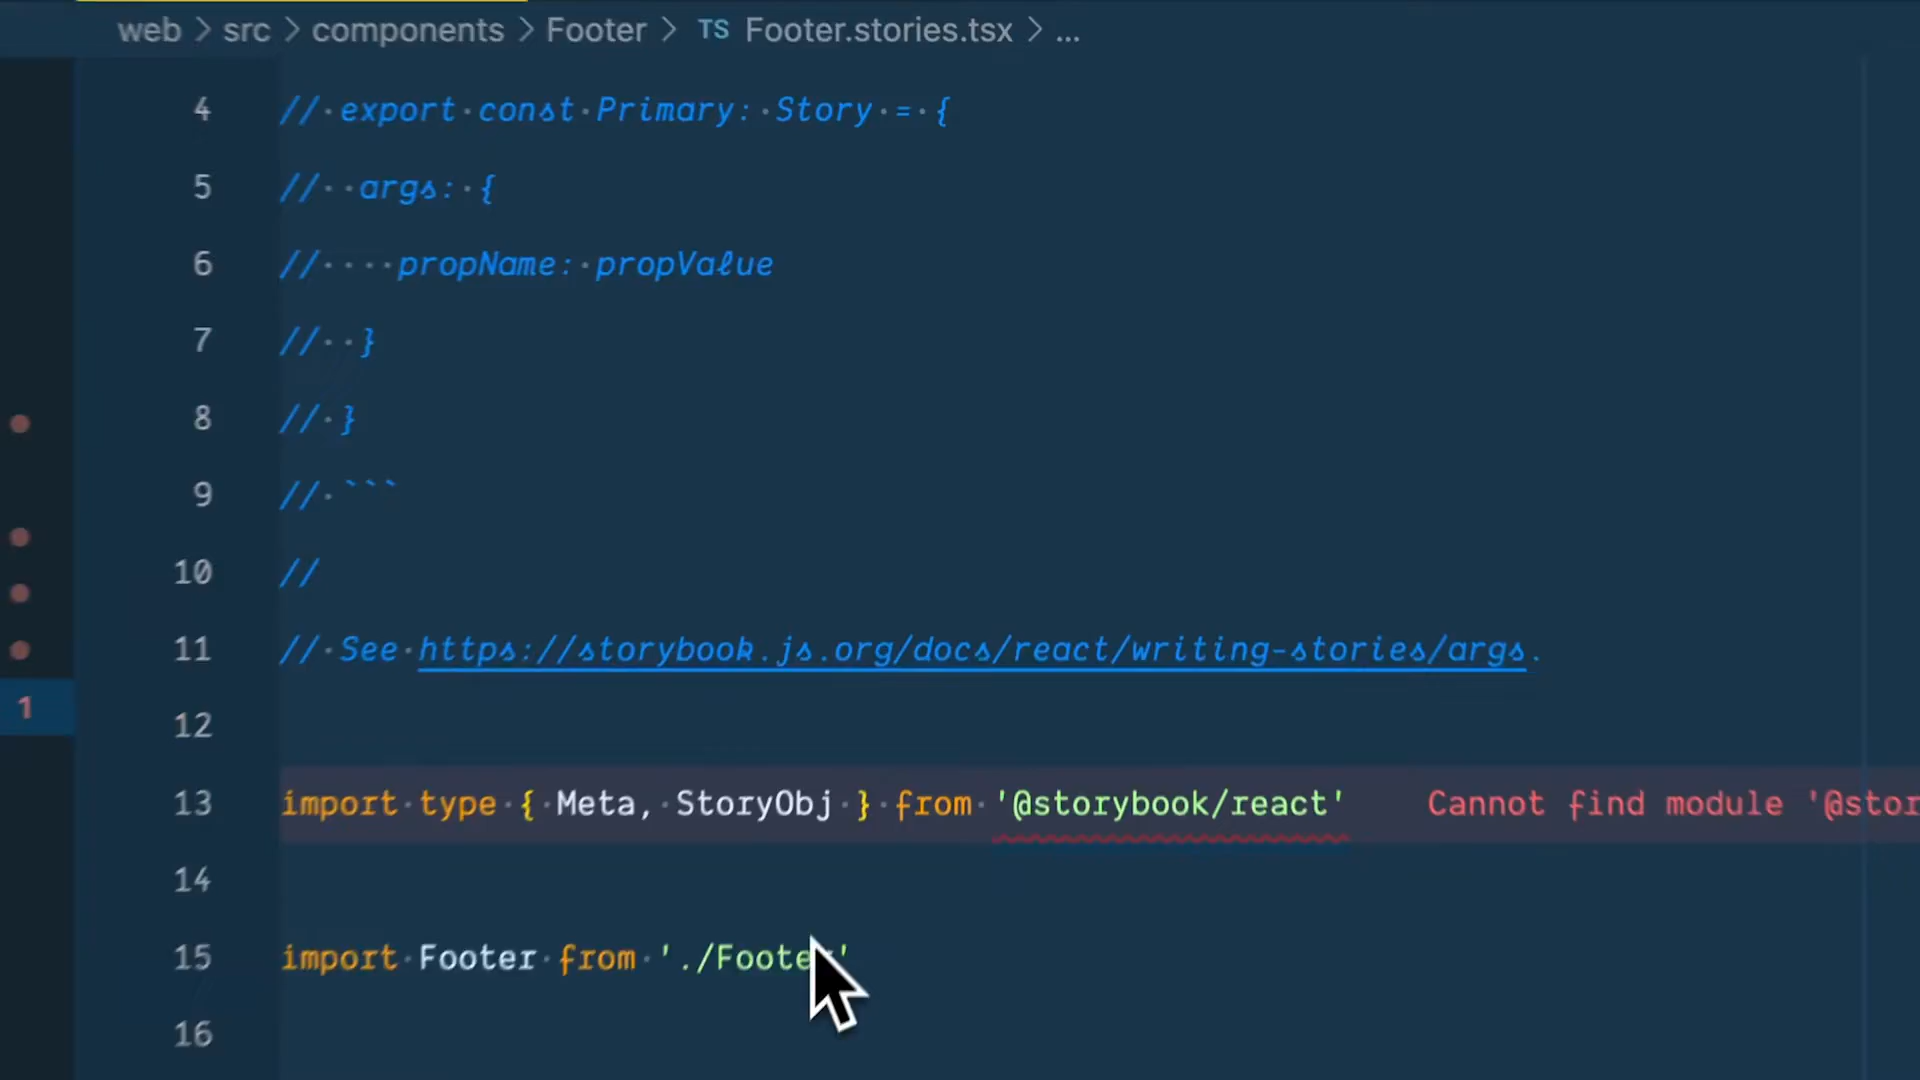 web > src > components > Footer > TS Footer.stories.tsx > ...
4 // export const Primary: Story = {
5 //   args: {
6 //     propName: propValue
7 //   }
8 // }
9 // ```
10 //
11 // See https://storybook.js.org/docs/react/writing-stories/args.
12
13 import type { Meta, StoryObj } from '@storybook/react' Cannot find module '@stor
1
14
15 import Footer from './Footer'
16